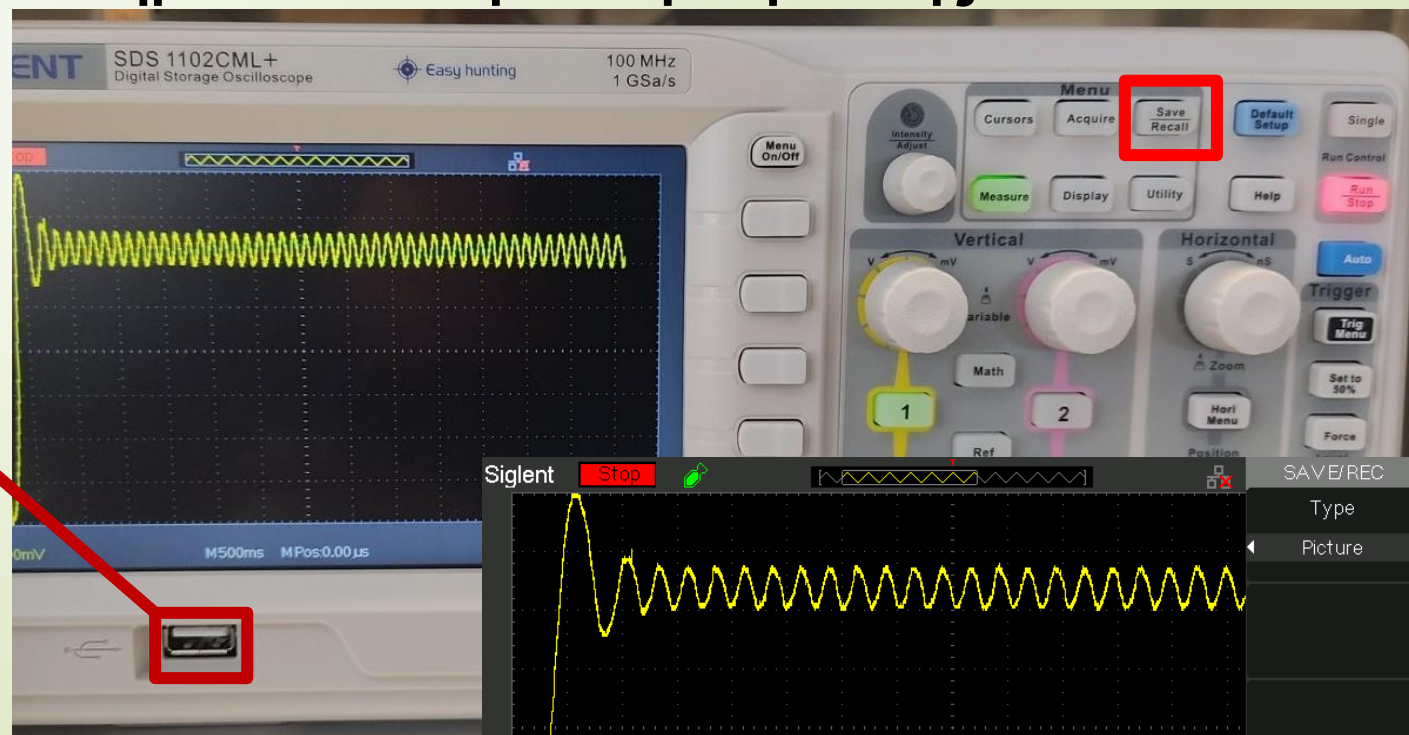 SDS 1102CML+
Digital Storage Oscilloscope
Easy hunting
100 MHz
1 GSa/s
Menu
Cursors
Acquire
Save
Recall
Default
Setup
Single
Intensity
Adjust
Run Control
Measure
Display
Utility
Help
Run
Stop
Menu
On/Off
Vertical
V
mV
V
mV
Horizontal
S
nS
Auto
Trigger
Trig
Menu
Math
Zoom
Set to
50%
1
2
Hori
Menu
Force
Ref
Position
M500ms MPos:0.00µs
Siglent
Stop
SAVE/REC
Type
Picture